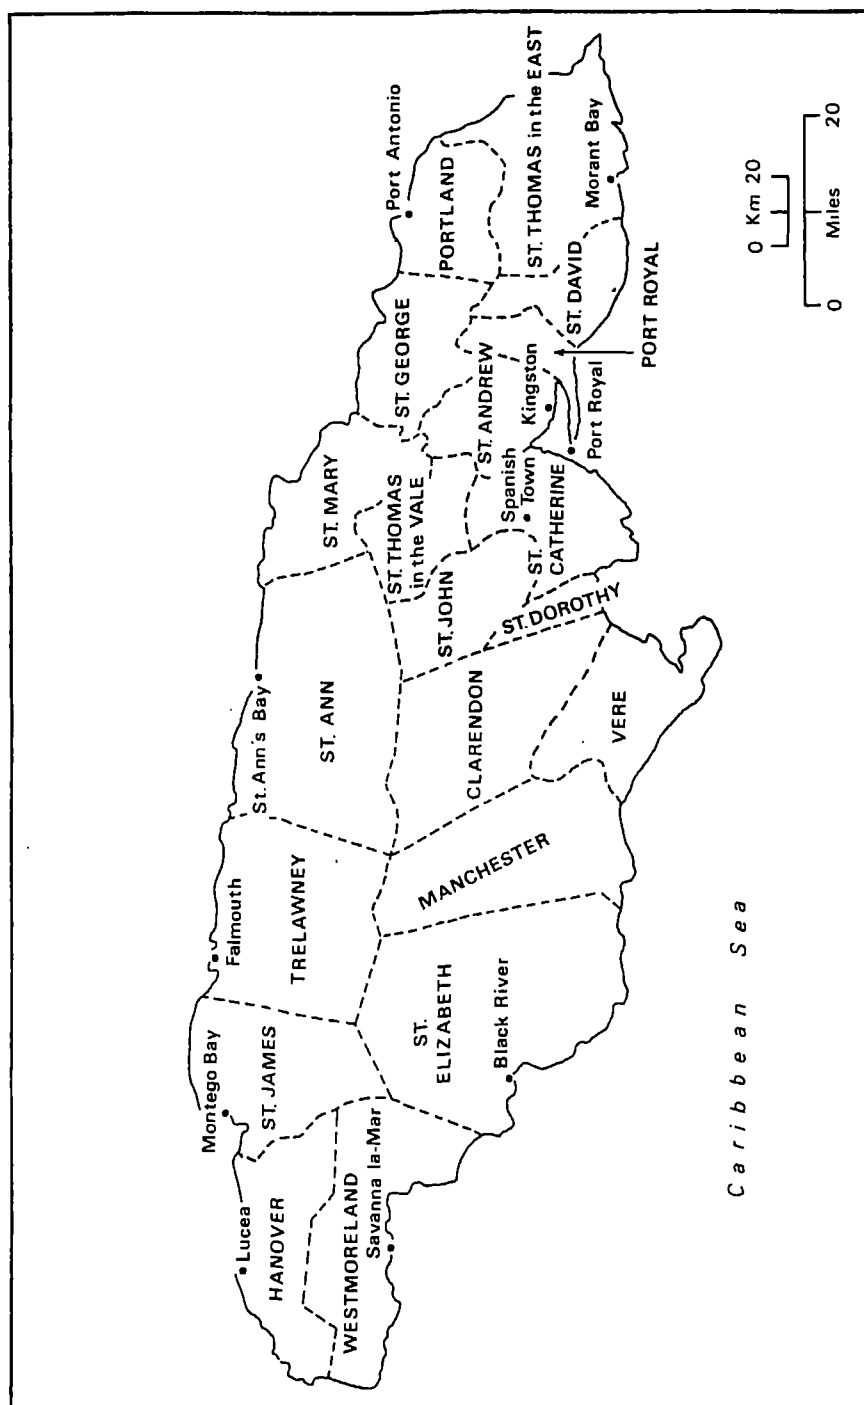 Lucea
HANOVER
WESTMORELAND
Savanna la-Mar
Montego Bay
ST. JAMES
Falmouth
TRELAWNEY
ST.
ELIZABETH
Black River
St. Ann's Bay
ST. ANN
MANCHESTER
CLARENDON
VERE
ST. MARY
ST. THOMAS
in the VALE
ST. JOHN
ST. DOROTHY
ST.
CATHERINE
Spanish
Town
ST. GEORGE
ST. ANDREW
Kingston
Port Royal
PORT ROYAL
Port Antonio
PORTLAND
ST. THOMAS in the EAST
ST. DAVID
Morant Bay
Caribbean Sea
0 Km 20
0 20
Miles